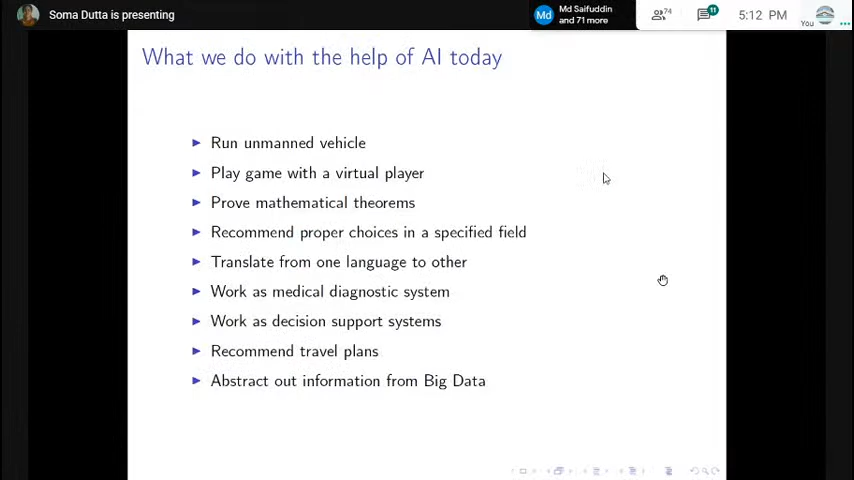 Soma Dutta is presenting
Md
Md Saifuddin
and 71 more
74
11
5:12 PM
You
What we do with the help of AI today
Run unmanned vehicle
Play game with a virtual player
Prove mathematical theorems
Recommend proper choices in a specified field
Translate from one language to other
Work as medical diagnostic system
Work as decision support systems
Recommend travel plans
Abstract out information from Big Data